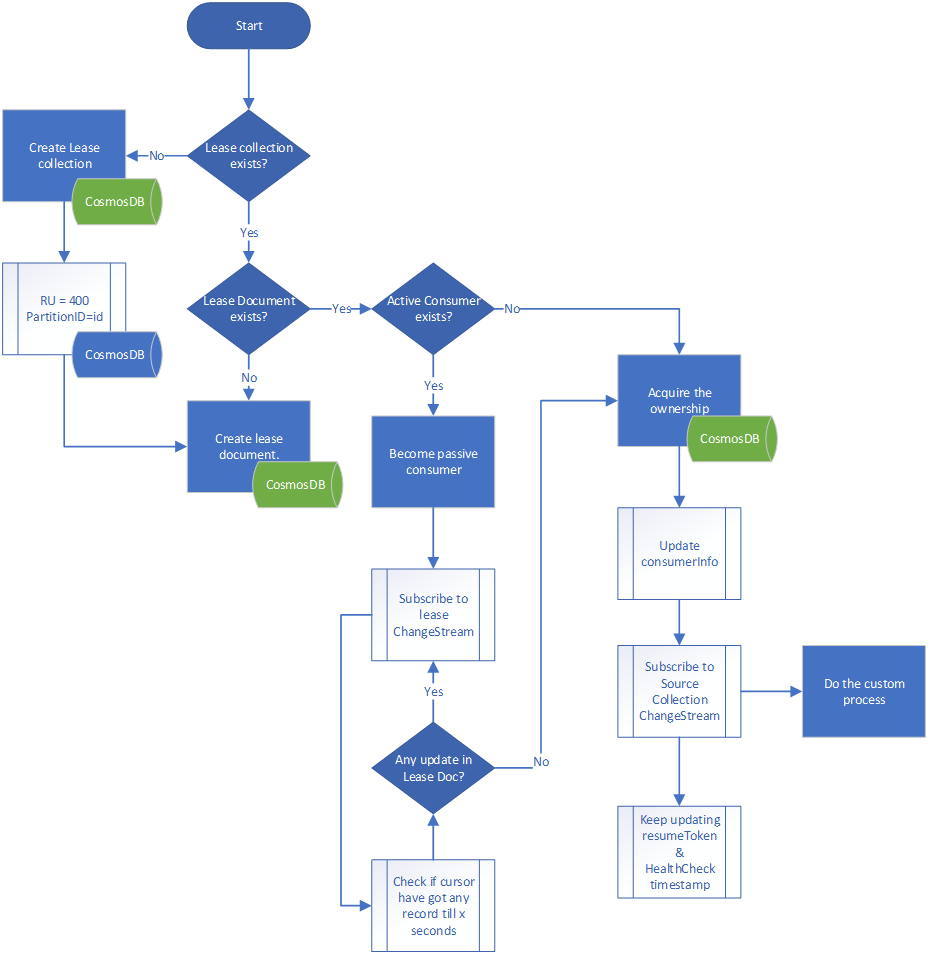 Start
Lease collection
exists?
No
Create Lease
collection
CosmosDB
Yes
RU = 400
PartitionID=id
CosmosDB
Lease Document
exists?
Yes
Active Consumer
exists?
No
No
Create lease
document.
CosmosDB
Yes
Become passive
consumer
Acquire the
ownership
CosmosDB
Update
consumerInfo
Subscribe to
lease
ChangeStream
Yes
Any update in
Lease Doc?
No
Check if cursor
have got any
record till x
seconds
Subscribe to
Source
Collection
ChangeStream
Do the custom
process
Keep updating
resumeToken
&
HealthCheck
timestamp